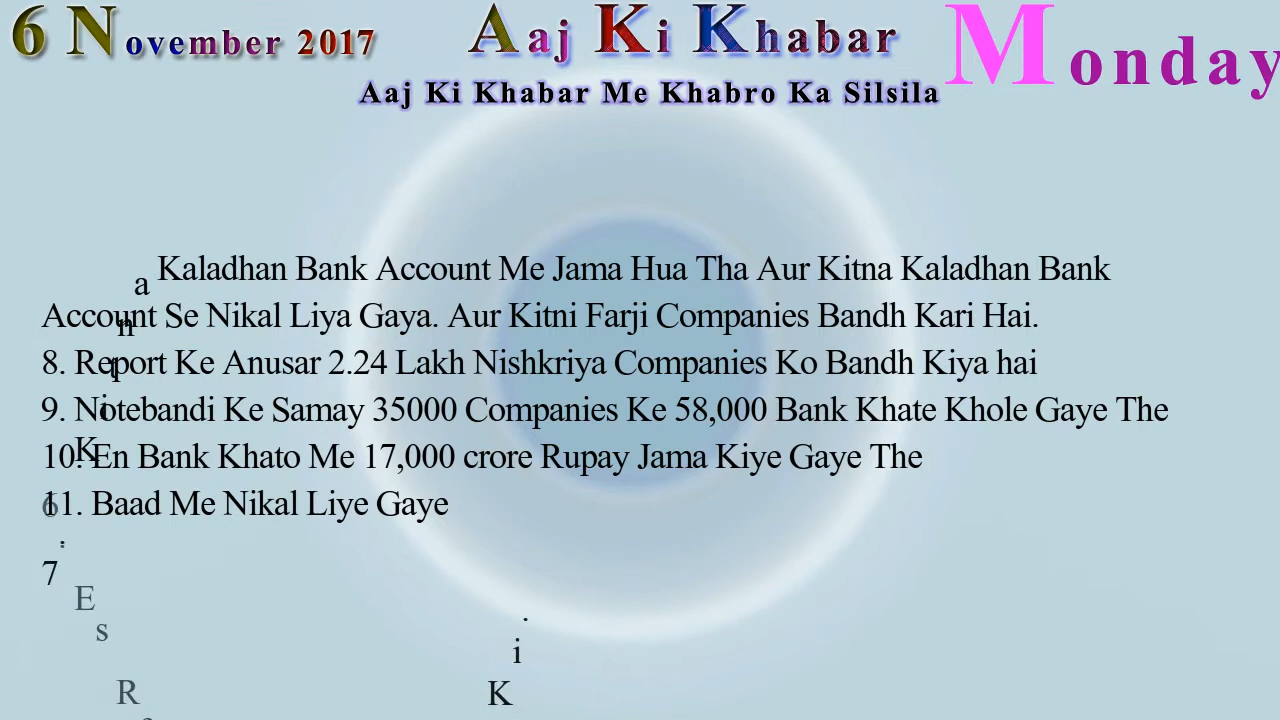 6 November 2017 Aaj Ki Khabar Monday
Aaj Ki Khabar Me Khabro Ka Silsila
Kaladhan Bank Account Me Jama Hua Tha Aur Kitna Kaladhan Bank
Account Se Nikal Liya Gaya. Aur Kitni Farji Companies Bandh Kari Hai.
8. Report Ke Anusar 2.24 Lakh Nishkriya Companies Ko Bandh Kiya hai
9. Notebandi Ke Samay 35000 Companies Ke 58,000 Bank Khate Khole Gaye The
10. En Bank Khato Me 17,000 crore Rupay Jama Kiye Gaye The
11. Baad Me Nikal Liye Gaye